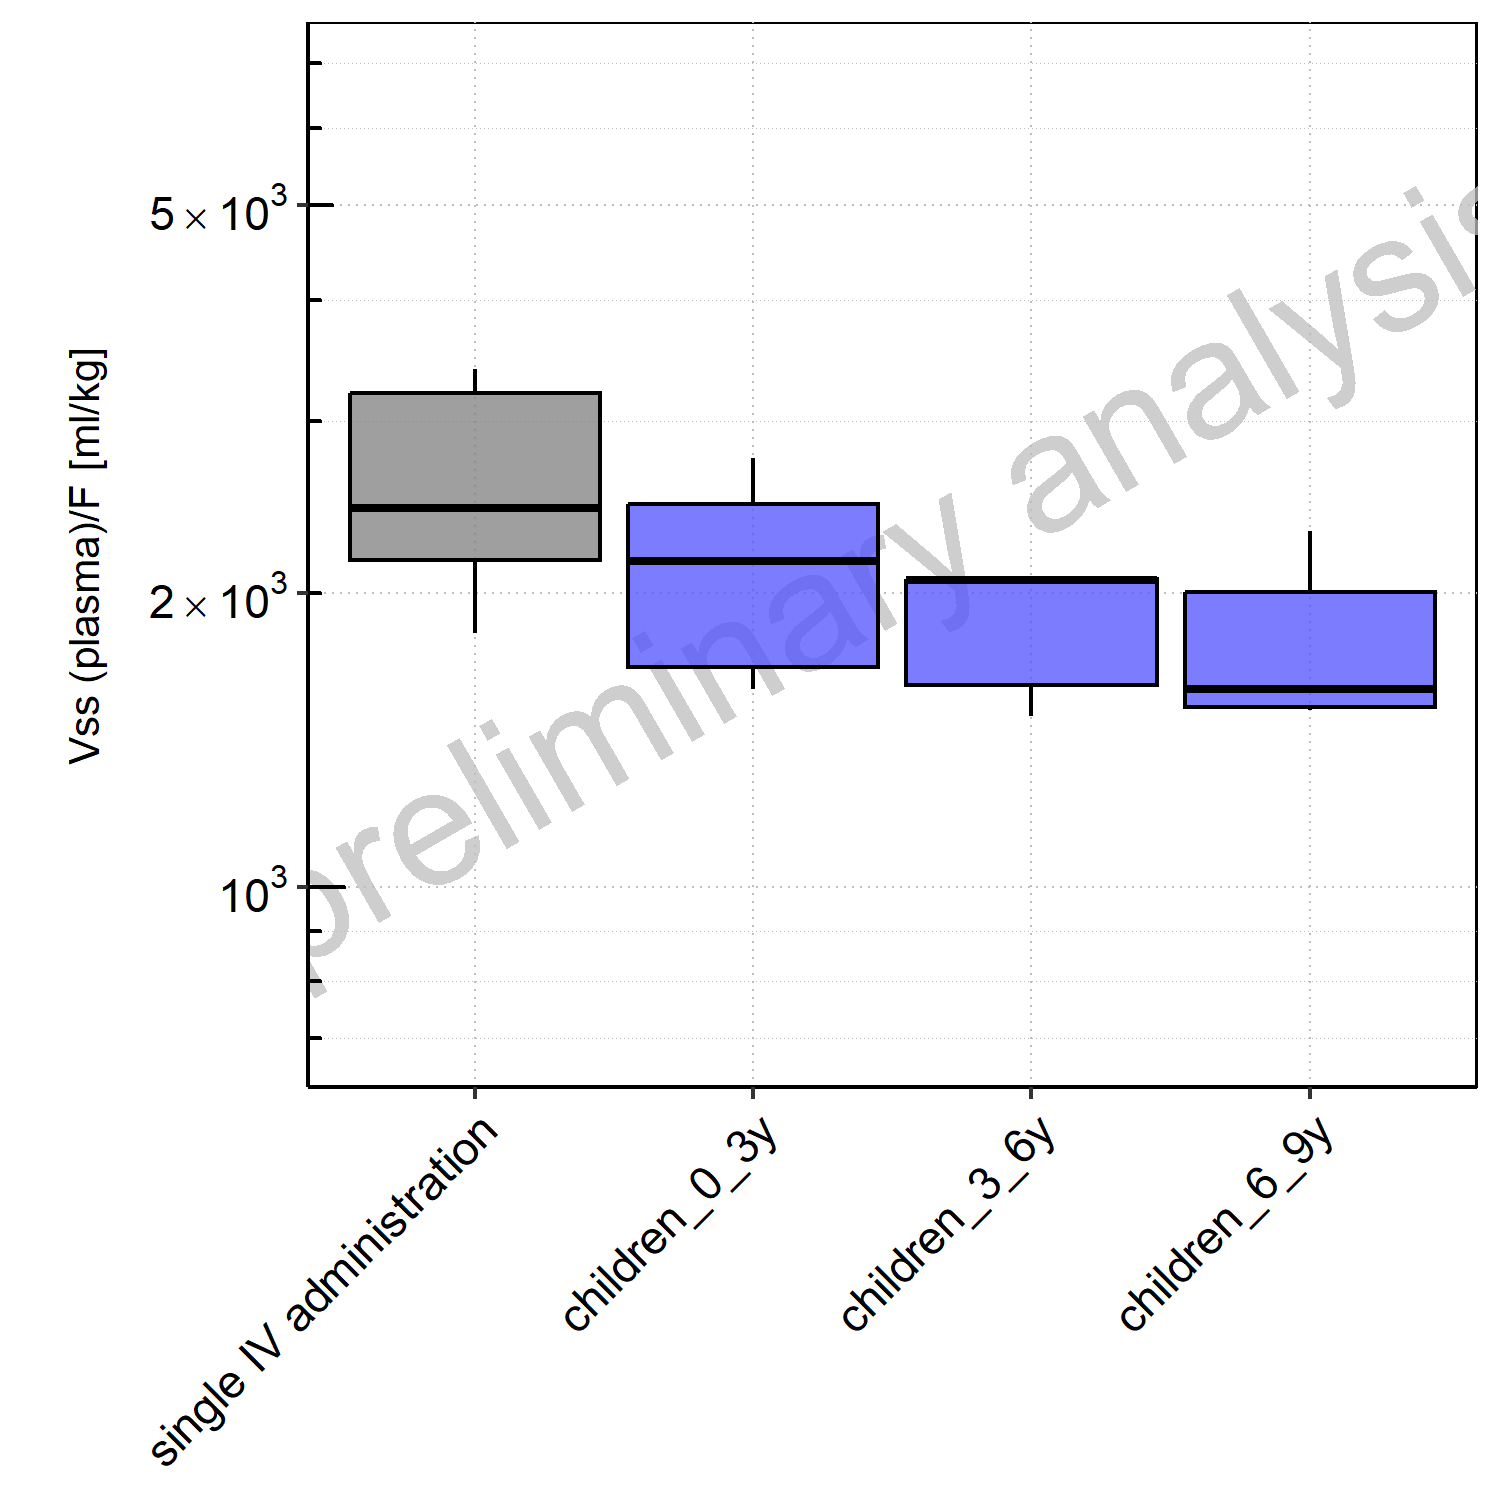 5×10³
2×10³
10³
Vss (plasma)/F [ml/kg]
preliminary analysis
single IV administration
children_0_3y
children_3_6y
children_6_9y